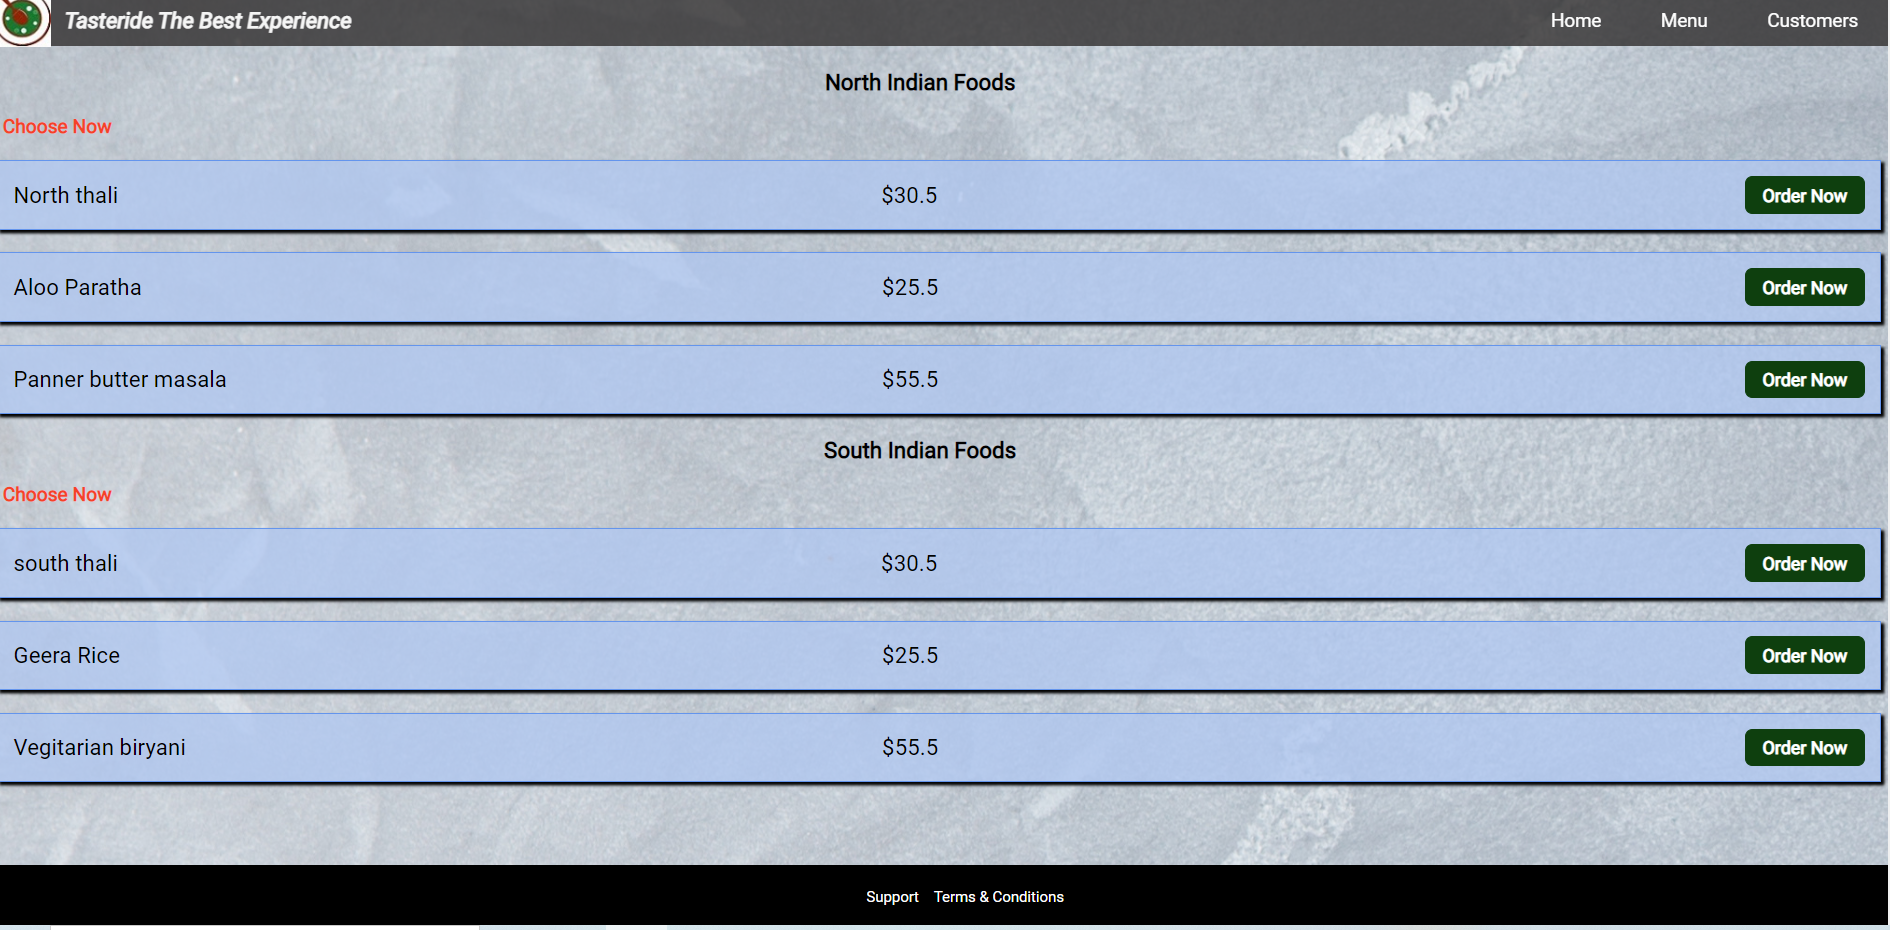 Tasteride The Best Experience Home Menu Customers
North Indian Foods
Choose Now
North thali $30.5 Order Now
Aloo Paratha $25.5 Order Now
Panner butter masala $55.5 Order Now
South Indian Foods
Choose Now
south thali $30.5 Order Now
Geera Rice $25.5 Order Now
Vegitarian biryani $55.5 Order Now
Support Terms & Conditions